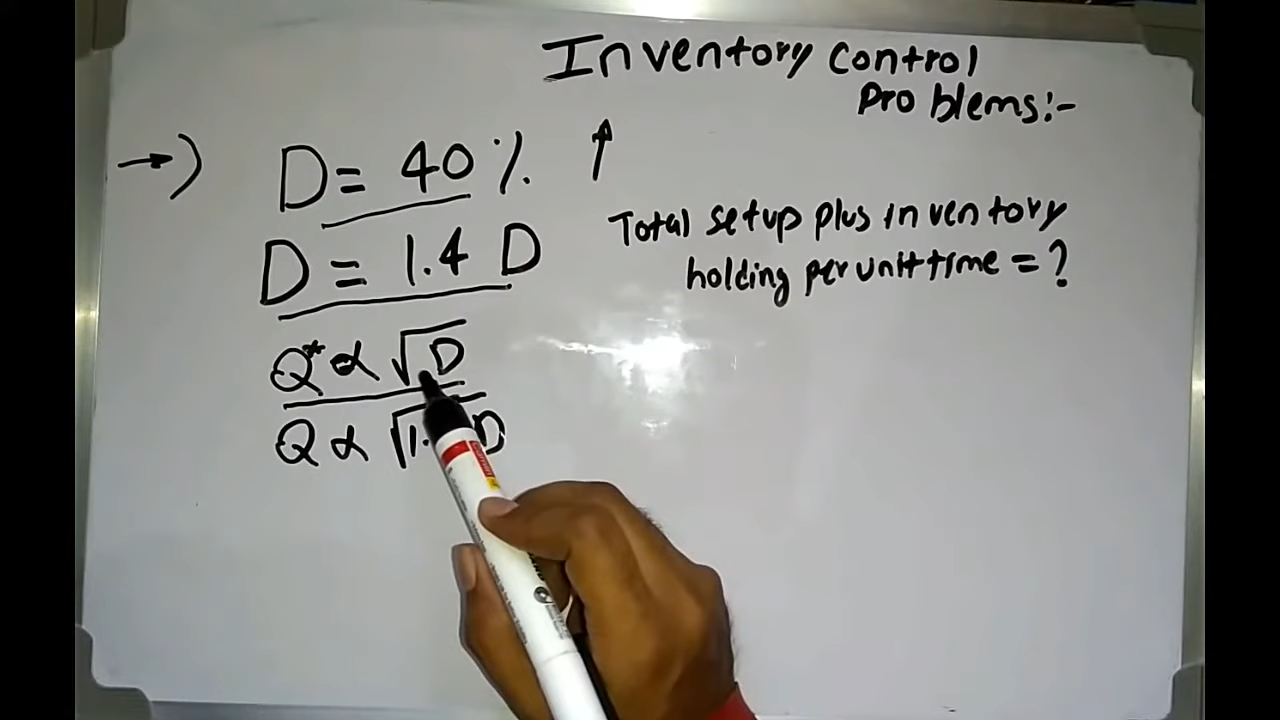 Inventory control
Problems:-
→) D = 40 % ↑
D = 1.4 D
Total setup plus inventory
holding per unit time = ?
Q* ∝ √D
Q ∝ √1. D